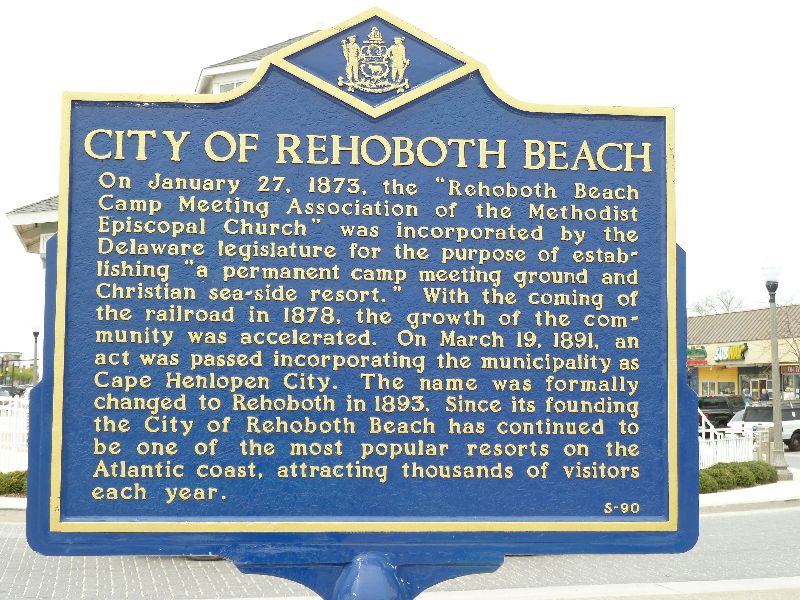 CITY OF REHOBOTH BEACH
On January 27, 1873, the "Rehoboth Beach
Camp Meeting Association of the Methodist
Episcopal Church" was incorporated by the
Delaware legislature for the purpose of estab-
lishing "a permanent camp meeting ground and
Christian sea-side resort." With the coming of
the railroad in 1878, the growth of the com-
munity was accelerated. On March 19, 1891, an
act was passed incorporating the municipality as
Cape Henlopen City. The name was formally
changed to Rehoboth in 1893. Since its founding
the City of Rehoboth Beach has continued to
be one of the most popular resorts on the
Atlantic coast, attracting thousands of visitors
each year.
S-90
SUBWAY